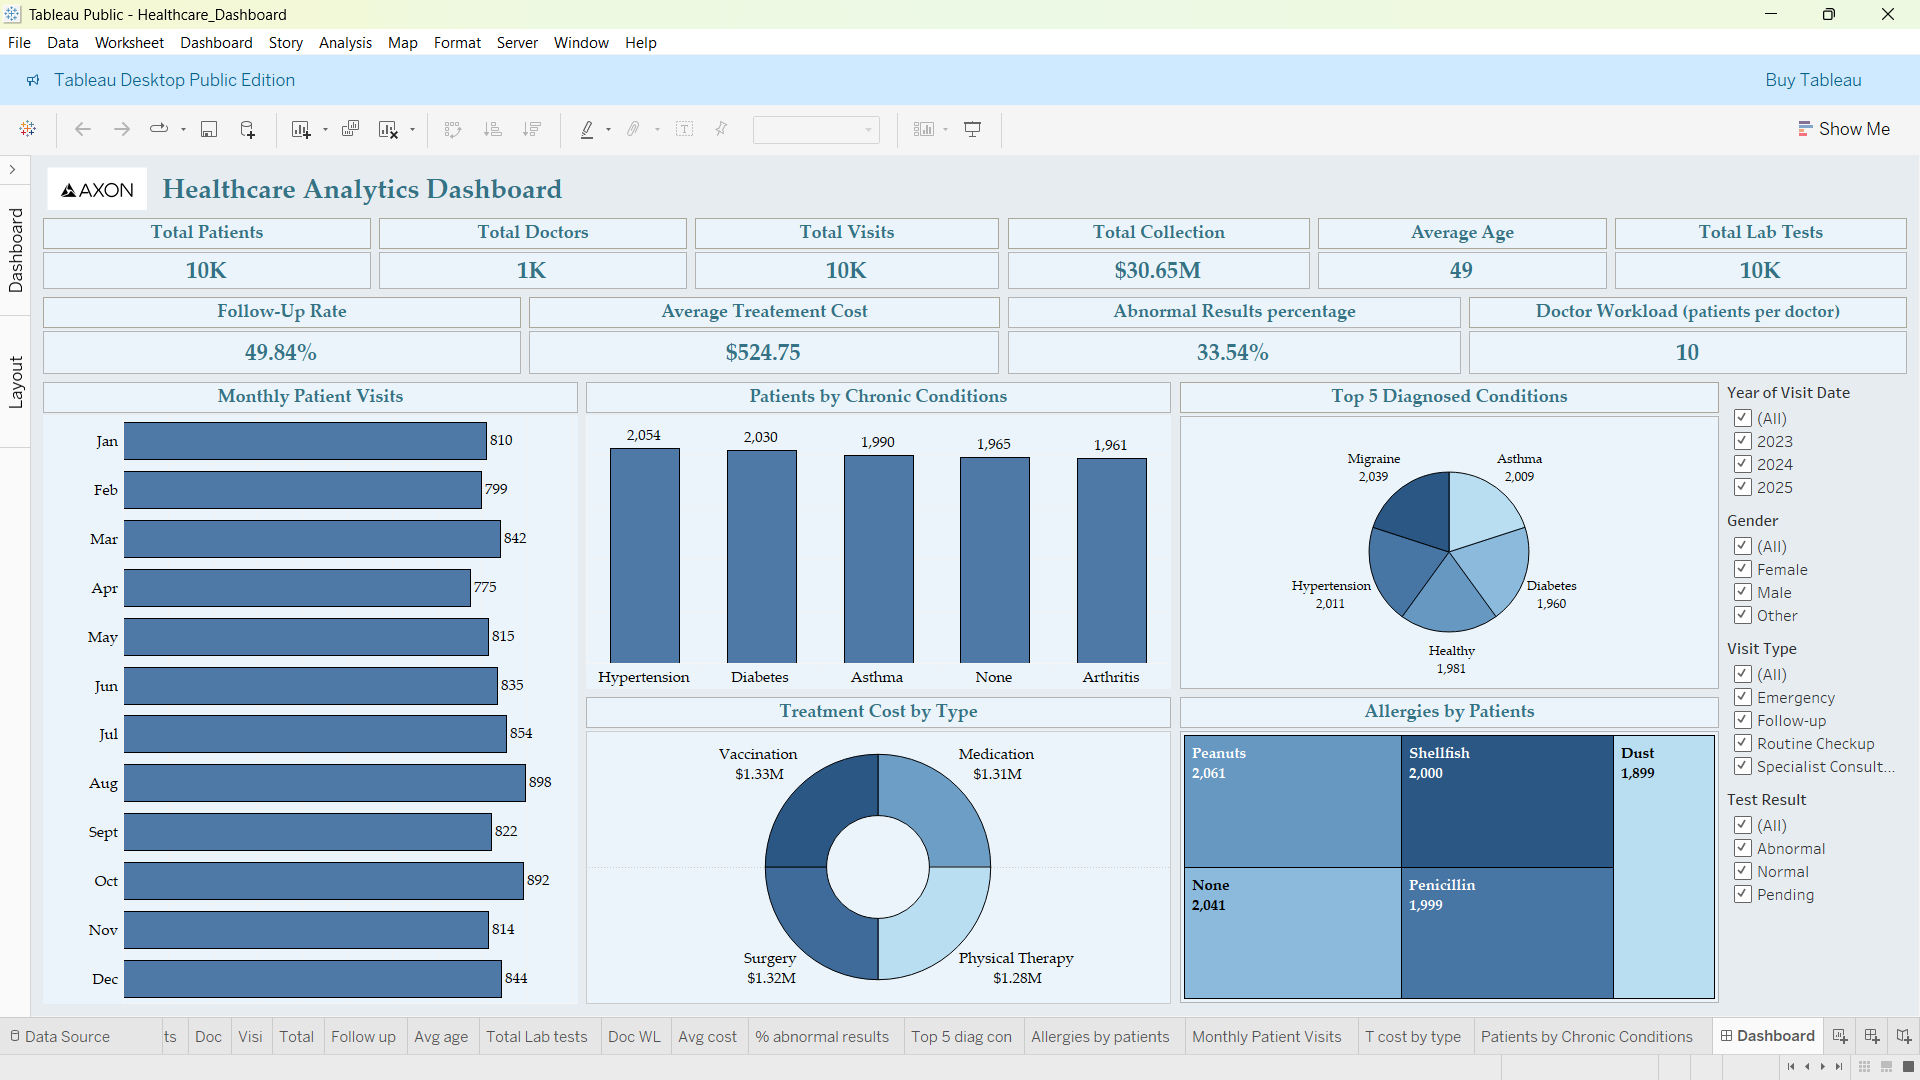 Tableau Public - Healthcare_Dashboard
File Data Worksheet Dashboard Story Analysis Map Format Server Window Help
Tableau Desktop Public Edition
Buy Tableau
Show Me
Dashboard
Layout
AXON
Healthcare Analytics Dashboard
Total Patients
10K
Total Doctors
1K
Total Visits
10K
Total Collection
$30.65M
Average Age
49
Total Lab Tests
10K
Follow-Up Rate
49.84%
Average Treatement Cost
$524.75
Abnormal Results percentage
33.54%
Doctor Workload (patients per doctor)
10
Monthly Patient Visits
Jan 810
Feb 799
Mar 842
Apr 775
May 815
Jun 835
Jul 854
Aug 898
Sept 822
Oct 892
Nov 814
Dec 844
Patients by Chronic Conditions
2,054 2,030 1,990 1,965 1,961
Hypertension Diabetes Asthma None Arthritis
Top 5 Diagnosed Conditions
Migraine
2,039
Asthma
2,009
Hypertension
2,011
Diabetes
1,960
Healthy
1,981
Treatment Cost by Type
Vaccination
$1.33M
Medication
$1.31M
Surgery
$1.32M
Physical Therapy
$1.28M
Allergies by Patients
Peanuts
2,061
Shellfish
2,000
Dust
1,899
None
2,041
Penicillin
1,999
Year of Visit Date
(All)
2023
2024
2025
Gender
(All)
Female
Male
Other
Visit Type
(All)
Emergency
Follow-up
Routine Checkup
Specialist Consult...
Test Result
(All)
Abnormal
Normal
Pending
Data Source ts Doc Visi Total Follow up Avg age Total Lab tests Doc WL Avg cost % abnormal results Top 5 diag con Allergies by patients Monthly Patient Visits T cost by type Patients by Chronic Conditions Dashboard